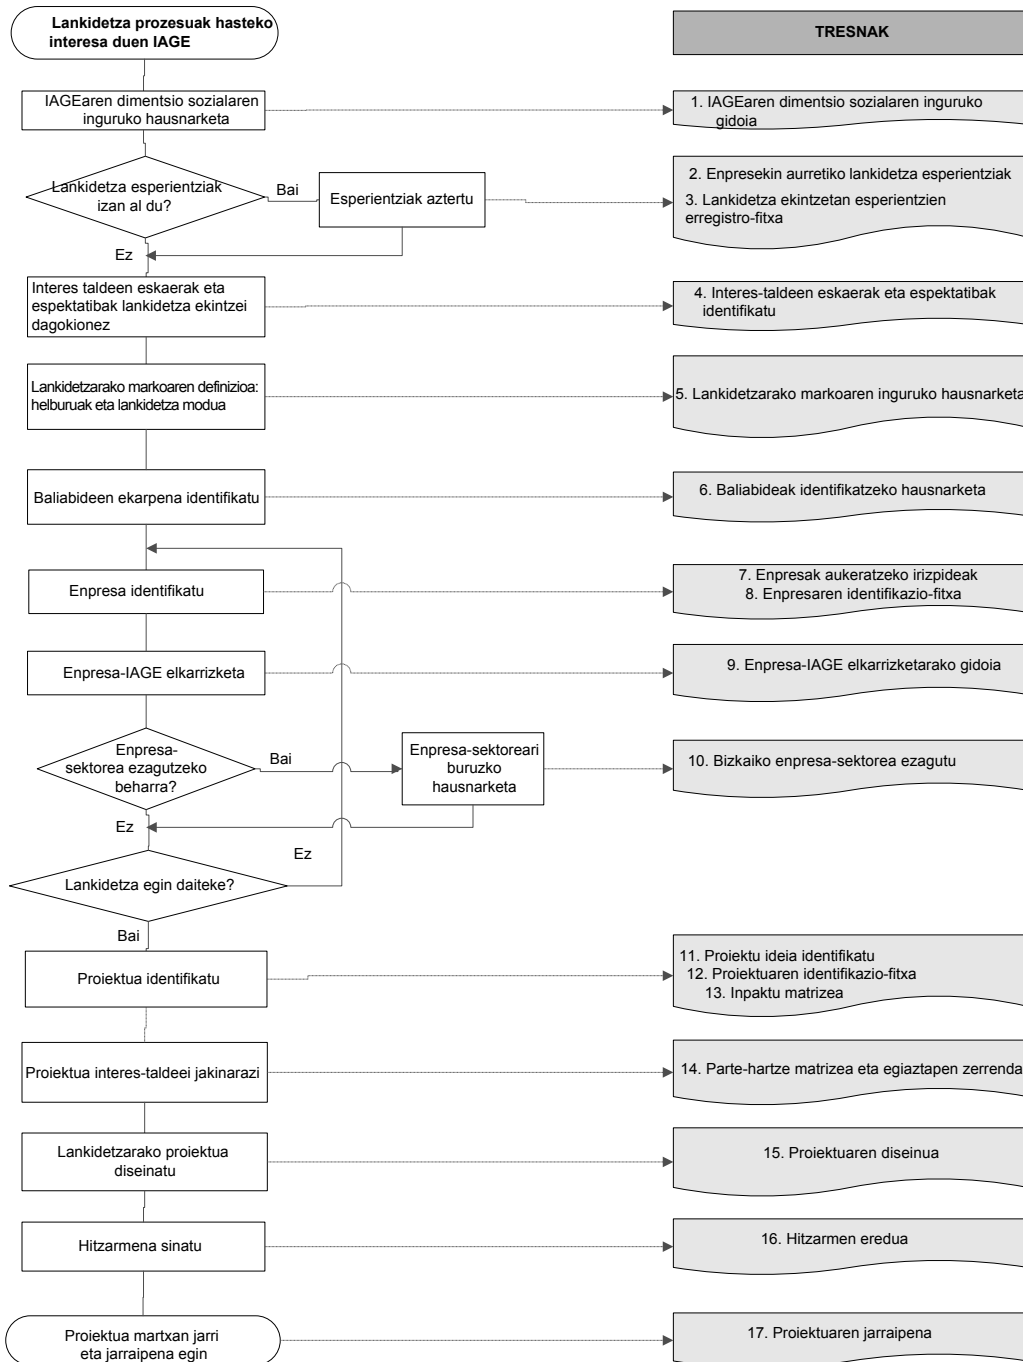 Lankidetza prozesuak hasteko
interesa duen IAGE
TRESNAK
IAGEaren dimentsio sozialaren
inguruko hausnarketa
1. IAGEaren dimentsio sozialaren inguruko
gidoia
Lankidetza esperientziak
izan al du?
Bai
Esperientziak aztertu
2. Enpresekin aurretiko lankidetza esperientziak
3. Lankidetza ekintzetan esperientzien
erregistro-fitxa
Ez
Interes taldeen eskaerak eta
espektatibak lankidetza ekintzei
dagokionez
4. Interes-taldeen eskaerak eta espektatibak
identifikatu
Lankidetzarako markoaren definizioa:
helburuak eta lankidetza modua
5. Lankidetzarako markoaren inguruko hausnarketa
Baliabideen ekarpena identifikatu
6. Baliabideak identifikatzeko hausnarketa
Enpresa identifikatu
7. Enpresak aukeratzeko irizpideak
8. Enpresaren identifikazio-fitxa
Enpresa-IAGE elkarrizketa
9. Enpresa-IAGE elkarrizketarako gidoia
Enpresa-
sektorea ezagutzeko
beharra?
Bai
Enpresa-sektoreari
buruzko
hausnarketa
10. Bizkaiko enpresa-sektorea ezagutu
Ez
Ez
Lankidetza egin daiteke?
Bai
Proiektua identifikatu
11. Proiektu ideia identifikatu
12. Proiektuaren identifikazio-fitxa
13. Inpaktu matrizea
Proiektua interes-taldeei jakinarazi
14. Parte-hartze matrizea eta egiaztapen zerrenda
Lankidetzarako proiektua
diseinatu
15. Proiektuaren diseinua
Hitzarmena sinatu
16. Hitzarmen eredua
Proiektua martxan jarri
eta jarraipena egin
17. Proiektuaren jarraipena